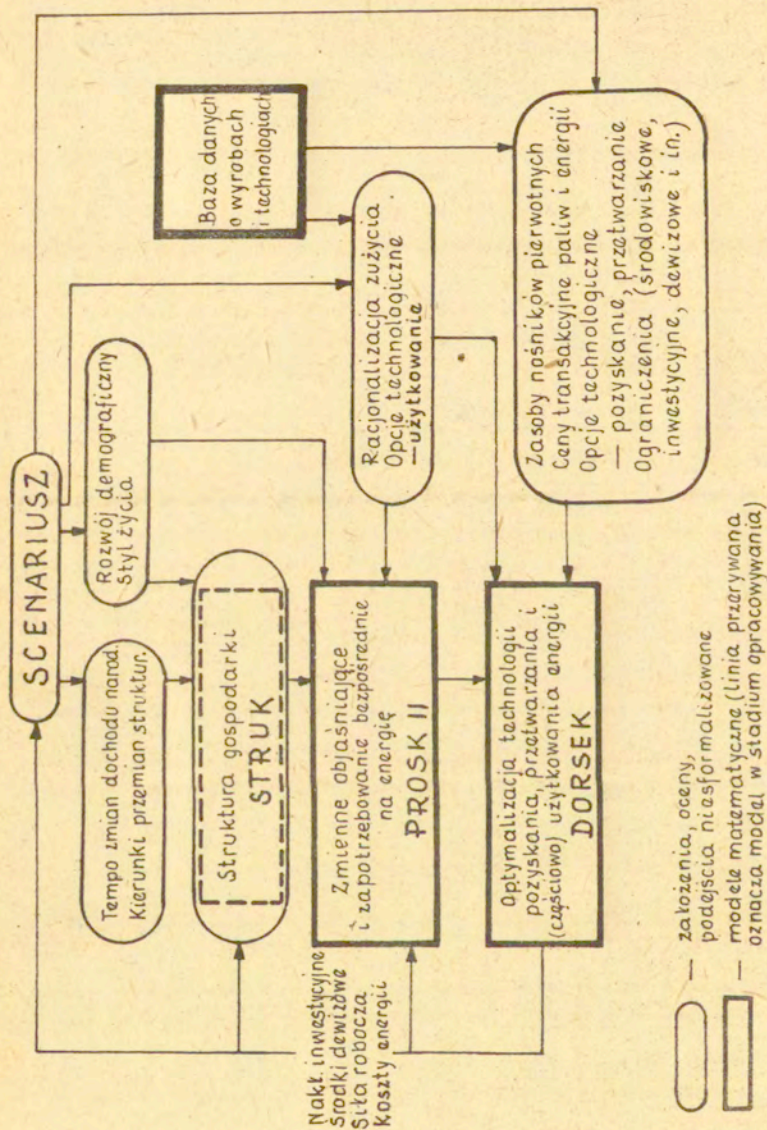 SCENARIUSZ
Tempo zmian dochodu narod.
Kierunki przemian struktur.
Rozwój demograficzny
Styl życia
Baza danych
o wyrobach
i technologiach
Struktura gospodarki
STRUK
Racjonalizacja zużycia
Opcje technologiczne
—użytkowanie
Nakł. inwestycyjne
Środki dewizowe
Siła robocza
Koszty energii
Zmienne objaśniające
i zapotrzebowanie bezpośrednie
na energię
PROSK II
Zasoby nośników pierwotnych
Ceny transakcyjne paliw i energii
Opcje technologiczne
— pozyskanie, przetwarzanie
Ograniczenia (środowiskowe,
inwestycyjne, dewizowe i in.)
Optymalizacja technologii
pozyskania, przetwarzania i
(częściowo) użytkowania energii
DORSEK
— założenia, oceny,
podejścia niesformalizowane
— modele matematyczne (linia przerywana
oznacza model w stadium opracowywania)